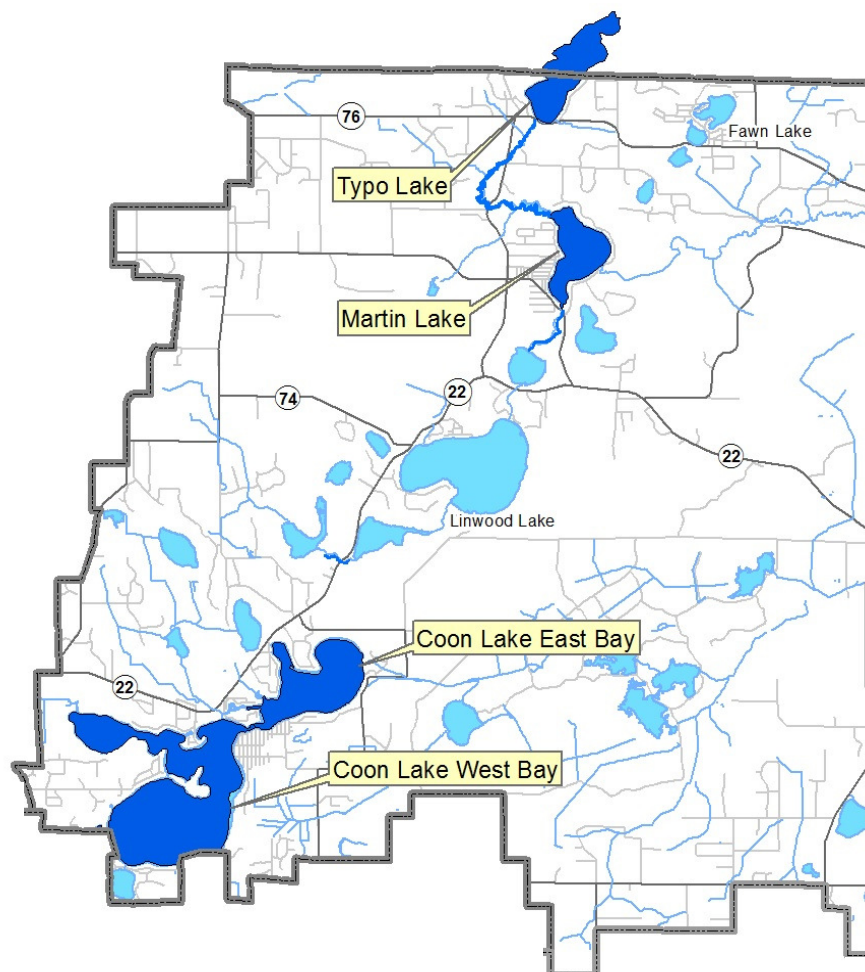 76
Fawn Lake
Typo Lake
Martin Lake
22
74
22
Linwood Lake
Coon Lake East Bay
22
Coon Lake West Bay